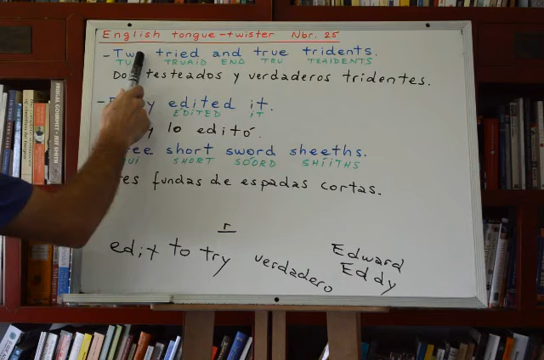 English tongue-twister Nbr. 25
- Two tried and true tridents.
TRUAID END TRU TRAIDENTS
Dos testeados y verdaderos tridentes.
edited it.
EDITED IT
y lo editó.
short sword sheeths.
SHORT SOORD SHIITHS
fundas de espadas cortas.
r
edit to try verdadero
Edward
Eddy